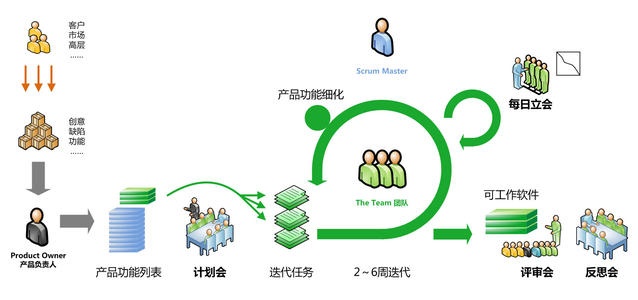 客户
市场
高层
......
创意
缺陷
功能
......
Product Owner
产品负责人
产品功能列表
计划会
迭代任务
产品功能细化
Scrum Master
The Team 团队
2～6周迭代
每日立会
可工作软件
评审会
反思会